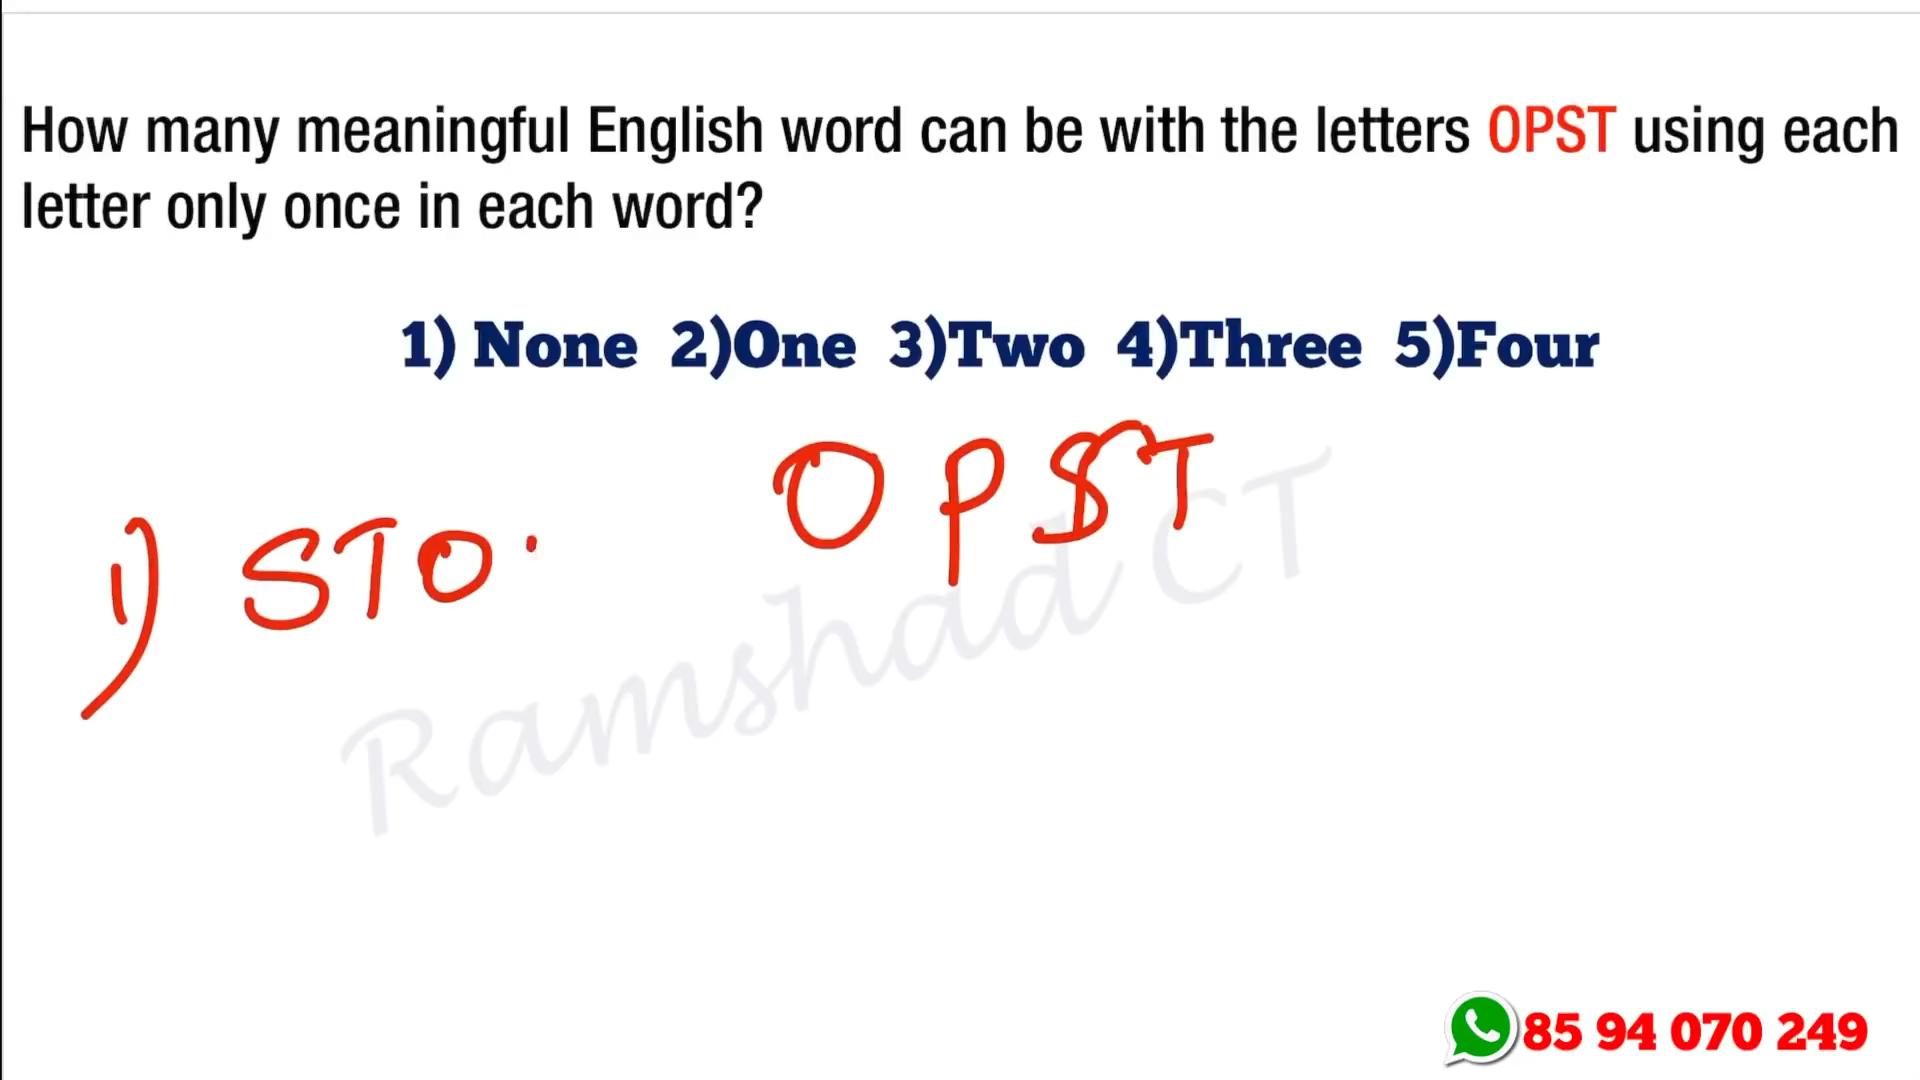 How many meaningful English word can be with the letters OPST using each
letter only once in each word?
1) None 2)One 3)Two 4)Three 5)Four
OPST
1) STO
Ramshad CT
85 94 070 249